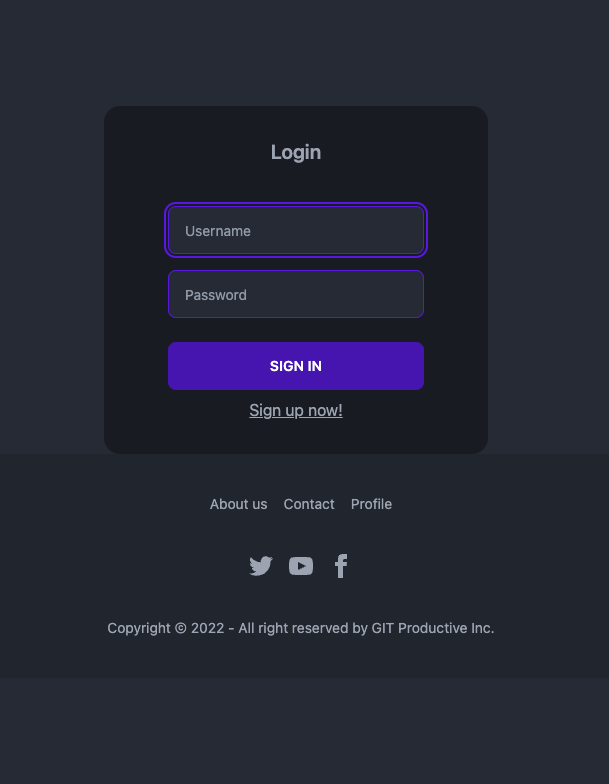 Login
Username
Password
SIGN IN
Sign up now!
About us Contact Profile
Copyright © 2022 - All right reserved by GIT Productive Inc.